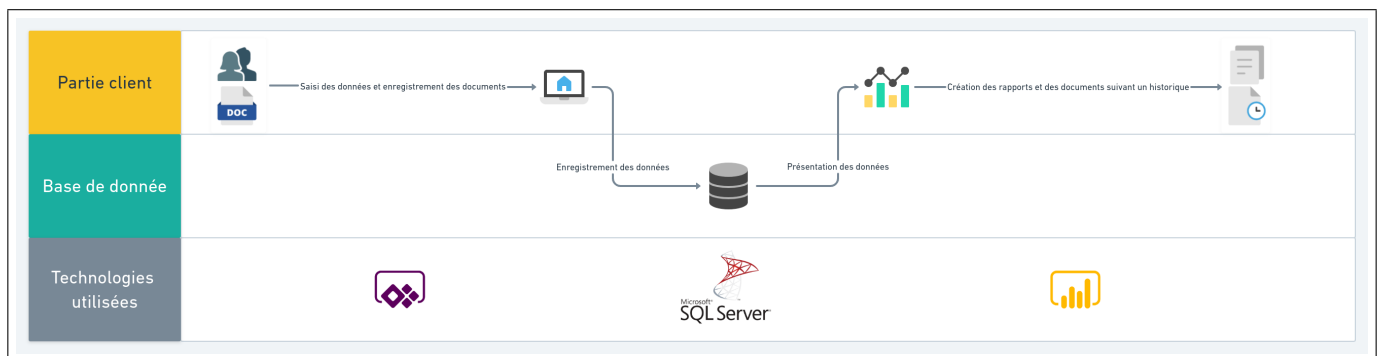 Partie client
DOC
Saisi des données et enregistrement des documents
Création des rapports et des documents suivant un historique
Base de donnée
Enregistrement des données
Présentation des données
Technologies
utilisées
Microsoft
SQL Server